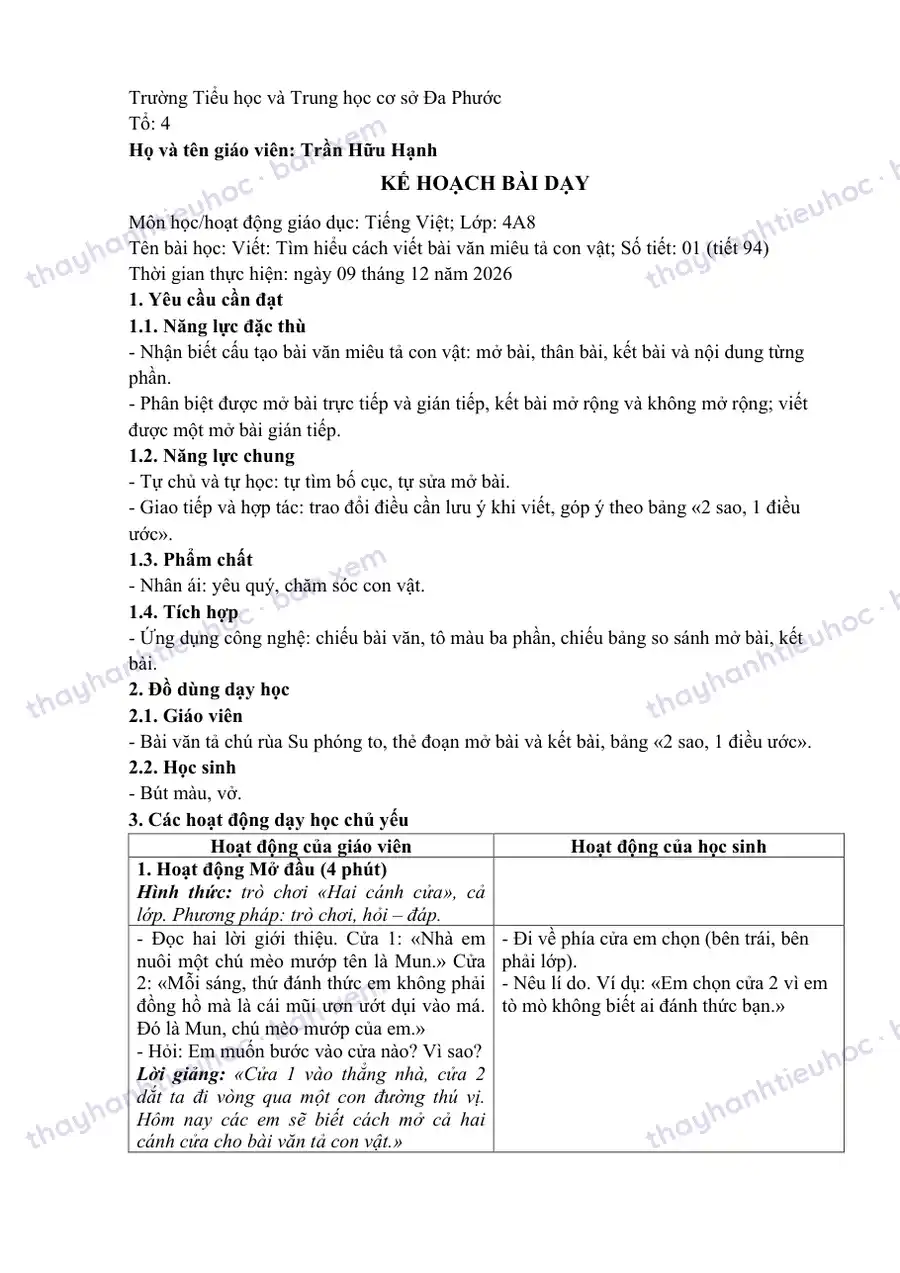 Trường Tiểu học và Trung học cơ sở Đa Phước
Tổ: 4
Họ và tên giáo viên: Trần Hữu Hạnh
KẾ HOẠCH BÀI DẠY
Môn học/hoạt động giáo dục: Tiếng Việt; Lớp: 4A8
Tên bài học: Viết: Tìm hiểu cách viết bài văn miêu tả con vật; Số tiết: 01 (tiết 94)
Thời gian thực hiện: ngày 09 tháng 12 năm 2026
1. Yêu cầu cần đạt
1.1. Năng lực đặc thù
- Nhận biết cấu tạo bài văn miêu tả con vật: mở bài, thân bài, kết bài và nội dung từng
phần.
- Phân biệt được mở bài trực tiếp và gián tiếp, kết bài mở rộng và không mở rộng; viết
được một mở bài gián tiếp.
1.2. Năng lực chung
- Tự chủ và tự học: tự tìm bố cục, tự sửa mở bài.
- Giao tiếp và hợp tác: trao đổi điều cần lưu ý khi viết, góp ý theo bảng «2 sao, 1 điều
ước».
1.3. Phẩm chất
- Nhân ái: yêu quý, chăm sóc con vật.
1.4. Tích hợp
- Ứng dụng công nghệ: chiếu bài văn, tô màu ba phần, chiếu bảng so sánh mở bài, kết
bài.
2. Đồ dùng dạy học
2.1. Giáo viên
- Bài văn tả chú rùa Su phóng to, thẻ đoạn mở bài và kết bài, bảng «2 sao, 1 điều ước».
2.2. Học sinh
- Bút màu, vở.
3. Các hoạt động dạy học chủ yếu
Hoạt động của giáo viên
Hoạt động của học sinh
1. Hoạt động Mở đầu (4 phút)
Hình thức: trò chơi «Hai cánh cửa», cả
lớp. Phương pháp: trò chơi, hỏi – đáp.
- Đọc hai lời giới thiệu. Cửa 1: «Nhà em
nuôi một chú mèo mướp tên là Mun.» Cửa
2: «Mỗi sáng, thứ đánh thức em không phải
đồng hồ mà là cái mũi ươn ướt dụi vào má.
Đó là Mun, chú mèo mướp của em.»
- Hỏi: Em muốn bước vào cửa nào? Vì sao?
Lời giảng: «Cửa 1 vào thẳng nhà, cửa 2
dắt ta đi vòng qua một con đường thú vị.
Hôm nay các em sẽ biết cách mở cả hai
cánh cửa cho bài văn tả con vật.»
- Đi về phía cửa em chọn (bên trái, bên
phải lớp).
- Nêu lí do. Ví dụ: «Em chọn cửa 2 vì em
tò mò không biết ai đánh thức bạn.»
thayhanhtieuhoc · bản xem
thayhanhtieuhoc · b
thayhanhtieuhoc · bản xem
thayhanhtieuhoc · b
thayhanhtieuhoc · bản xem
thayhanhtieuhoc · b